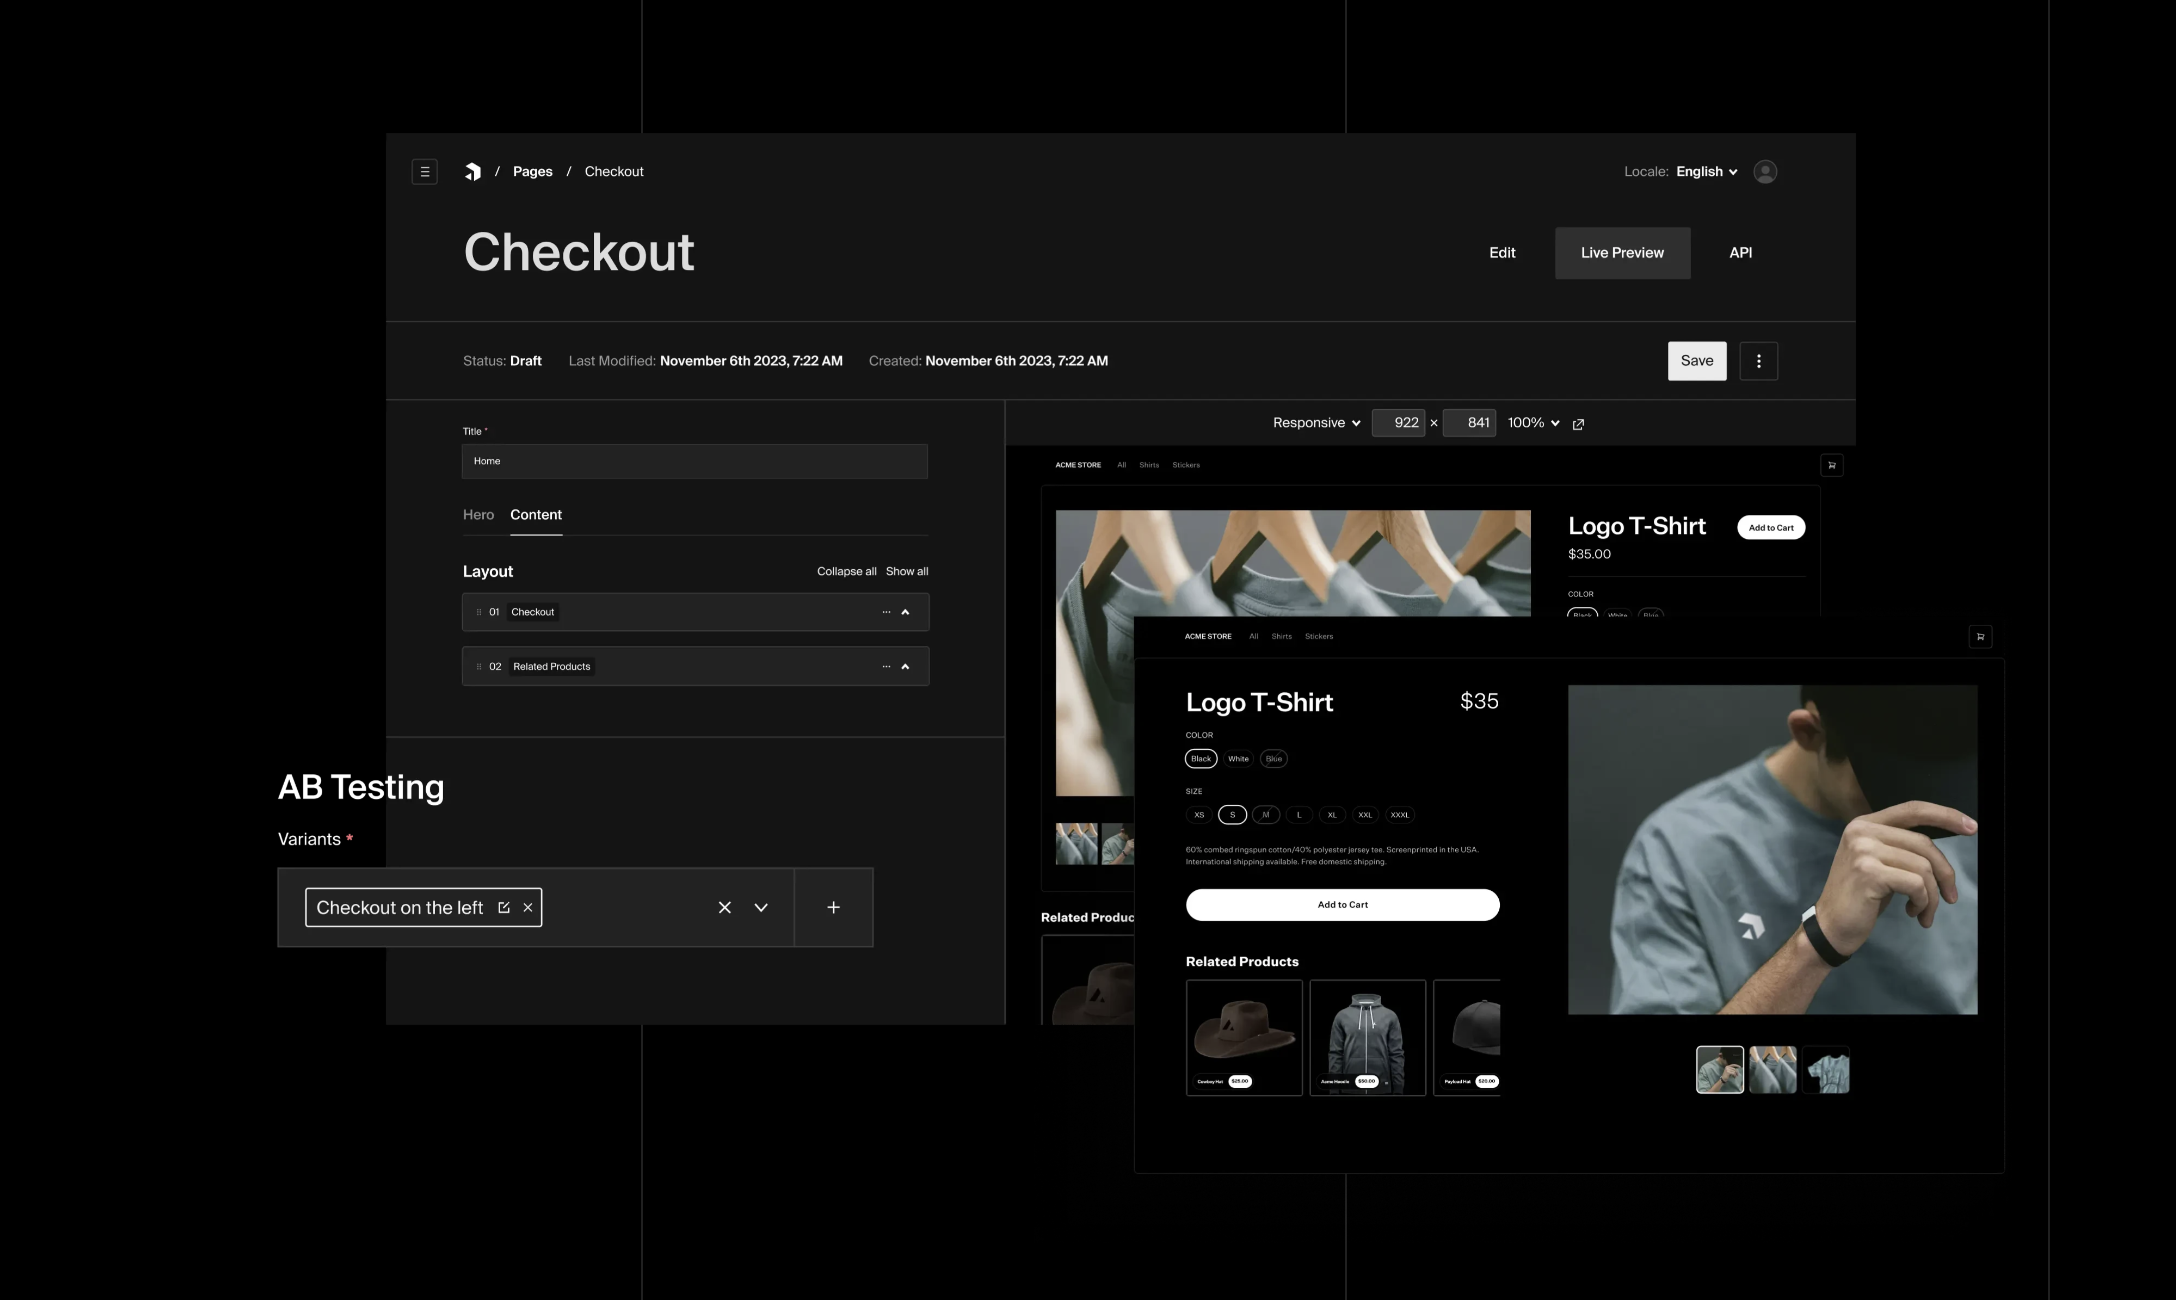 / Pages / Checkout
Locale: English
Checkout
Edit
Live Preview
API
Status: Draft
Last Modified: November 6th 2023, 7:22 AM
Created: November 6th 2023, 7:22 AM
Save
Title *
Home
Hero
Content
Layout
Collapse all
Show all
01 Checkout
02 Related Products
AB Testing
Variants *
Checkout on the left
Responsive
922 × 841
100%
ACME STORE
All
Shirts
Stickers
Logo T-Shirt
Add to Cart
$35.00
COLOR
Black
White
Blue
Related Produc
ACME STORE
All
Shirts
Stickers
Logo T-Shirt
$35
COLOR
Black
White
Blue
SIZE
XS
S
M
L
XL
XXL
XXXL
60% combed ringspun cotton/40% polyester jersey tee. Screenprinted in the USA.
International shipping available. Free domestic shipping.
Add to Cart
Related Products
Cowboy Hat $25.00
Acme Hoodie $50.00
Payload Hat $20.00